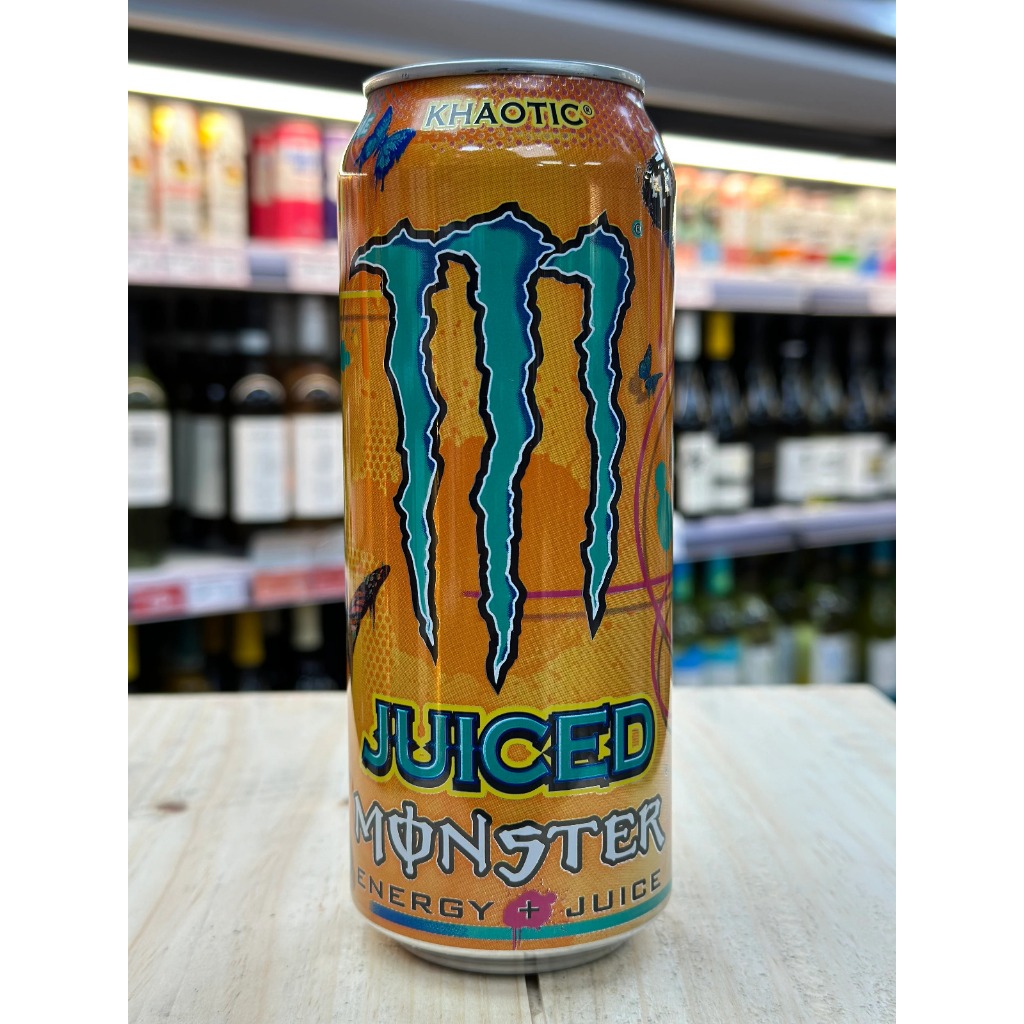 KHAOTIC®
®
JUICED
MONSTER
ENERGY + JUICE